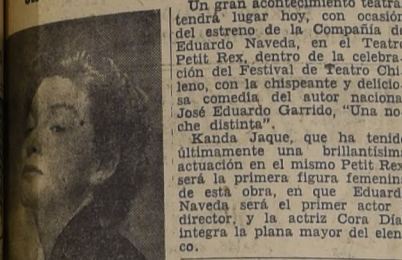 Un gran acontecimiento teatra
tendrá lugar hoy, con ocasión
del estreno de la Compañía de
Eduardo Naveda, en el Teatro
Petit Rex, dentro de la celebra-
ción del Festival de Teatro Chi-
leno, con la chispeante y delicio-
sa comedia del autor naciona
José Eduardo Garrido, "Una no-
che distinta".
Kanda Jaque, que ha tenido
últimamente una brillantísima
actuación en el mismo Petit Rex
será la primera figura femenin
de esta obra, en que Eduard
Naveda será el primer actor
director, y la actriz Cora Día
integra la plana mayor del elen
co.